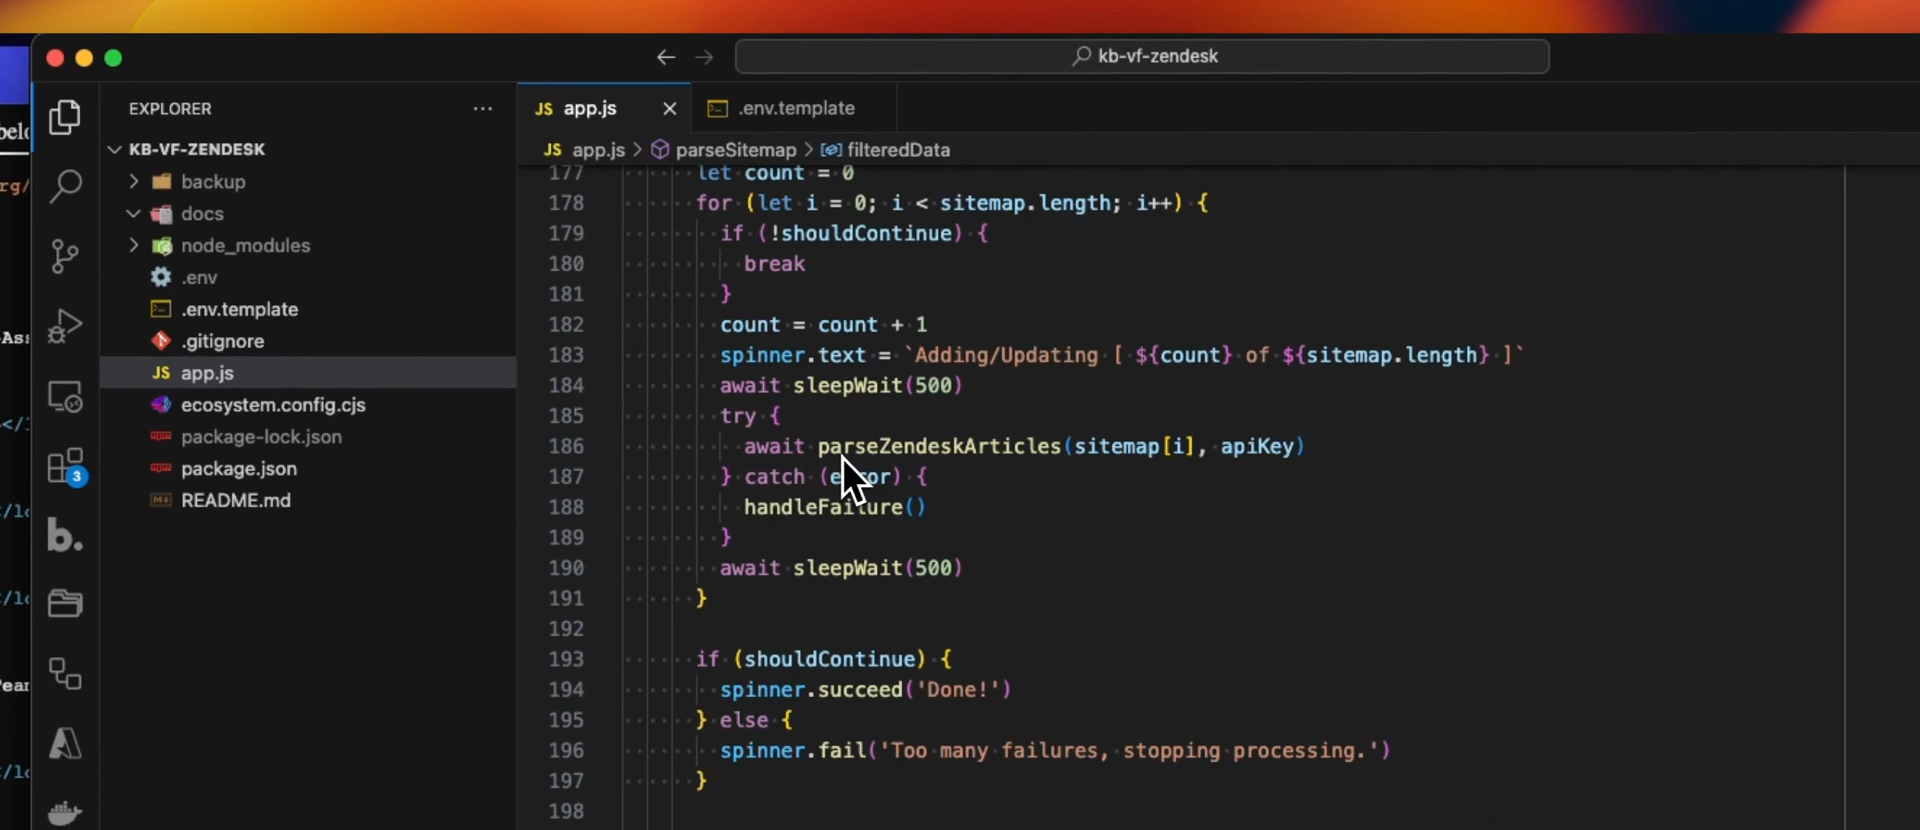 kb-vf-zendesk
EXPLORER
KB-VF-ZENDESK
backup
docs
node_modules
.env
.env.template
.gitignore
JS app.js
ecosystem.config.cjs
package-lock.json
package.json
README.md
3
b.
JS app.js
.env.template
JS app.js > parseSitemap > filteredData
177 let count = 0
178 for (let i = 0; i < sitemap.length; i++) {
179 if (!shouldContinue) {
180 break
181 }
182 count = count + 1
183 spinner.text = `Adding/Updating [ ${count} of ${sitemap.length} ]`
184 await sleepWait(500)
185 try {
186 await parseZendeskArticles(sitemap[i], apiKey)
187 } catch (error) {
188 handleFailure()
189 }
190 await sleepWait(500)
191 }
192
193 if (shouldContinue) {
194 spinner.succeed('Done!')
195 } else {
196 spinner.fail('Too many failures, stopping processing.')
197 }
198